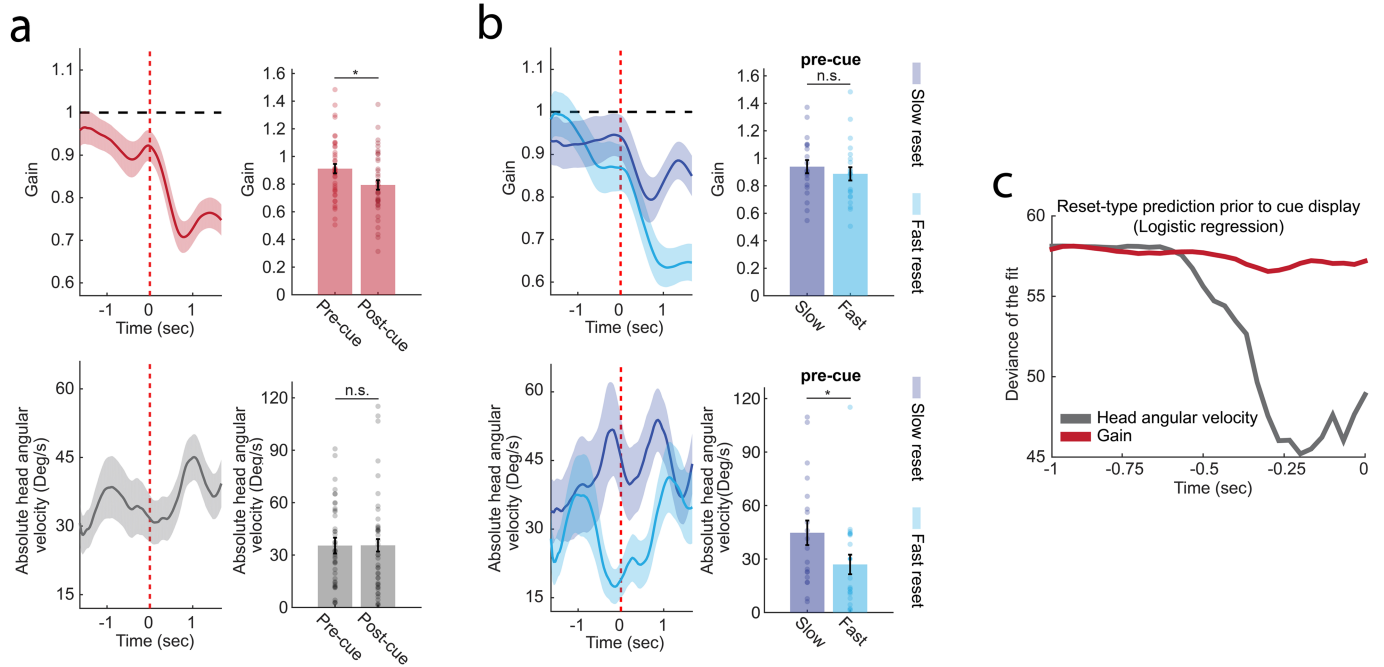 a
1.1
1
0.9
0.8
0.7
0.6
Gain
-1
0
1
Time (sec)
1.6
1.4
1.2
1
0.8
0.6
0.4
0.2
0
Gain
*
Pre-cue
Post-cue
60
45
30
15
Absolute head angular
velocity (Deg/s)
-1
0
1
Time (sec)
120
90
60
30
0
Absolute head angular
velocity (Deg/s)
n.s.
Pre-cue
Post-cue
b
1.1
1
0.9
0.8
0.7
0.6
Gain
-1
0
1
Time (sec)
pre-cue
n.s.
1.6
1.4
1.2
1
0.8
0.6
0.4
0.2
0
Gain
Slow
Fast
Slow reset
Fast reset
60
45
30
15
Absolute head angular
velocity (Deg/s)
-1
0
1
Time (sec)
pre-cue
*
120
90
60
30
0
Absolute head angular
velocity(Deg/s)
Slow
Fast
Slow reset
Fast reset
c
Reset-type prediction prior to cue display
(Logistic regression)
60
55
50
45
Deviance of the fit
Head angular velocity
Gain
-1
-0.75
-0.5
-0.25
0
Time (sec)